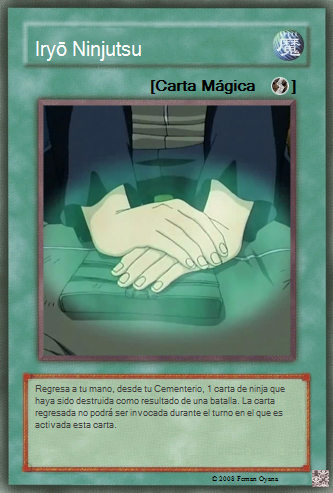 Iryō Ninjutsu
魔
[Carta Mágica ]
Regresa a tu mano, desde tu Cementerio, 1 carta de ninja que
haya sido destruida como resultado de una batalla. La carta
regresada no podrá ser invocada durante el turno en el que es
activada esta carta.
© 2008 Fernan Oyana